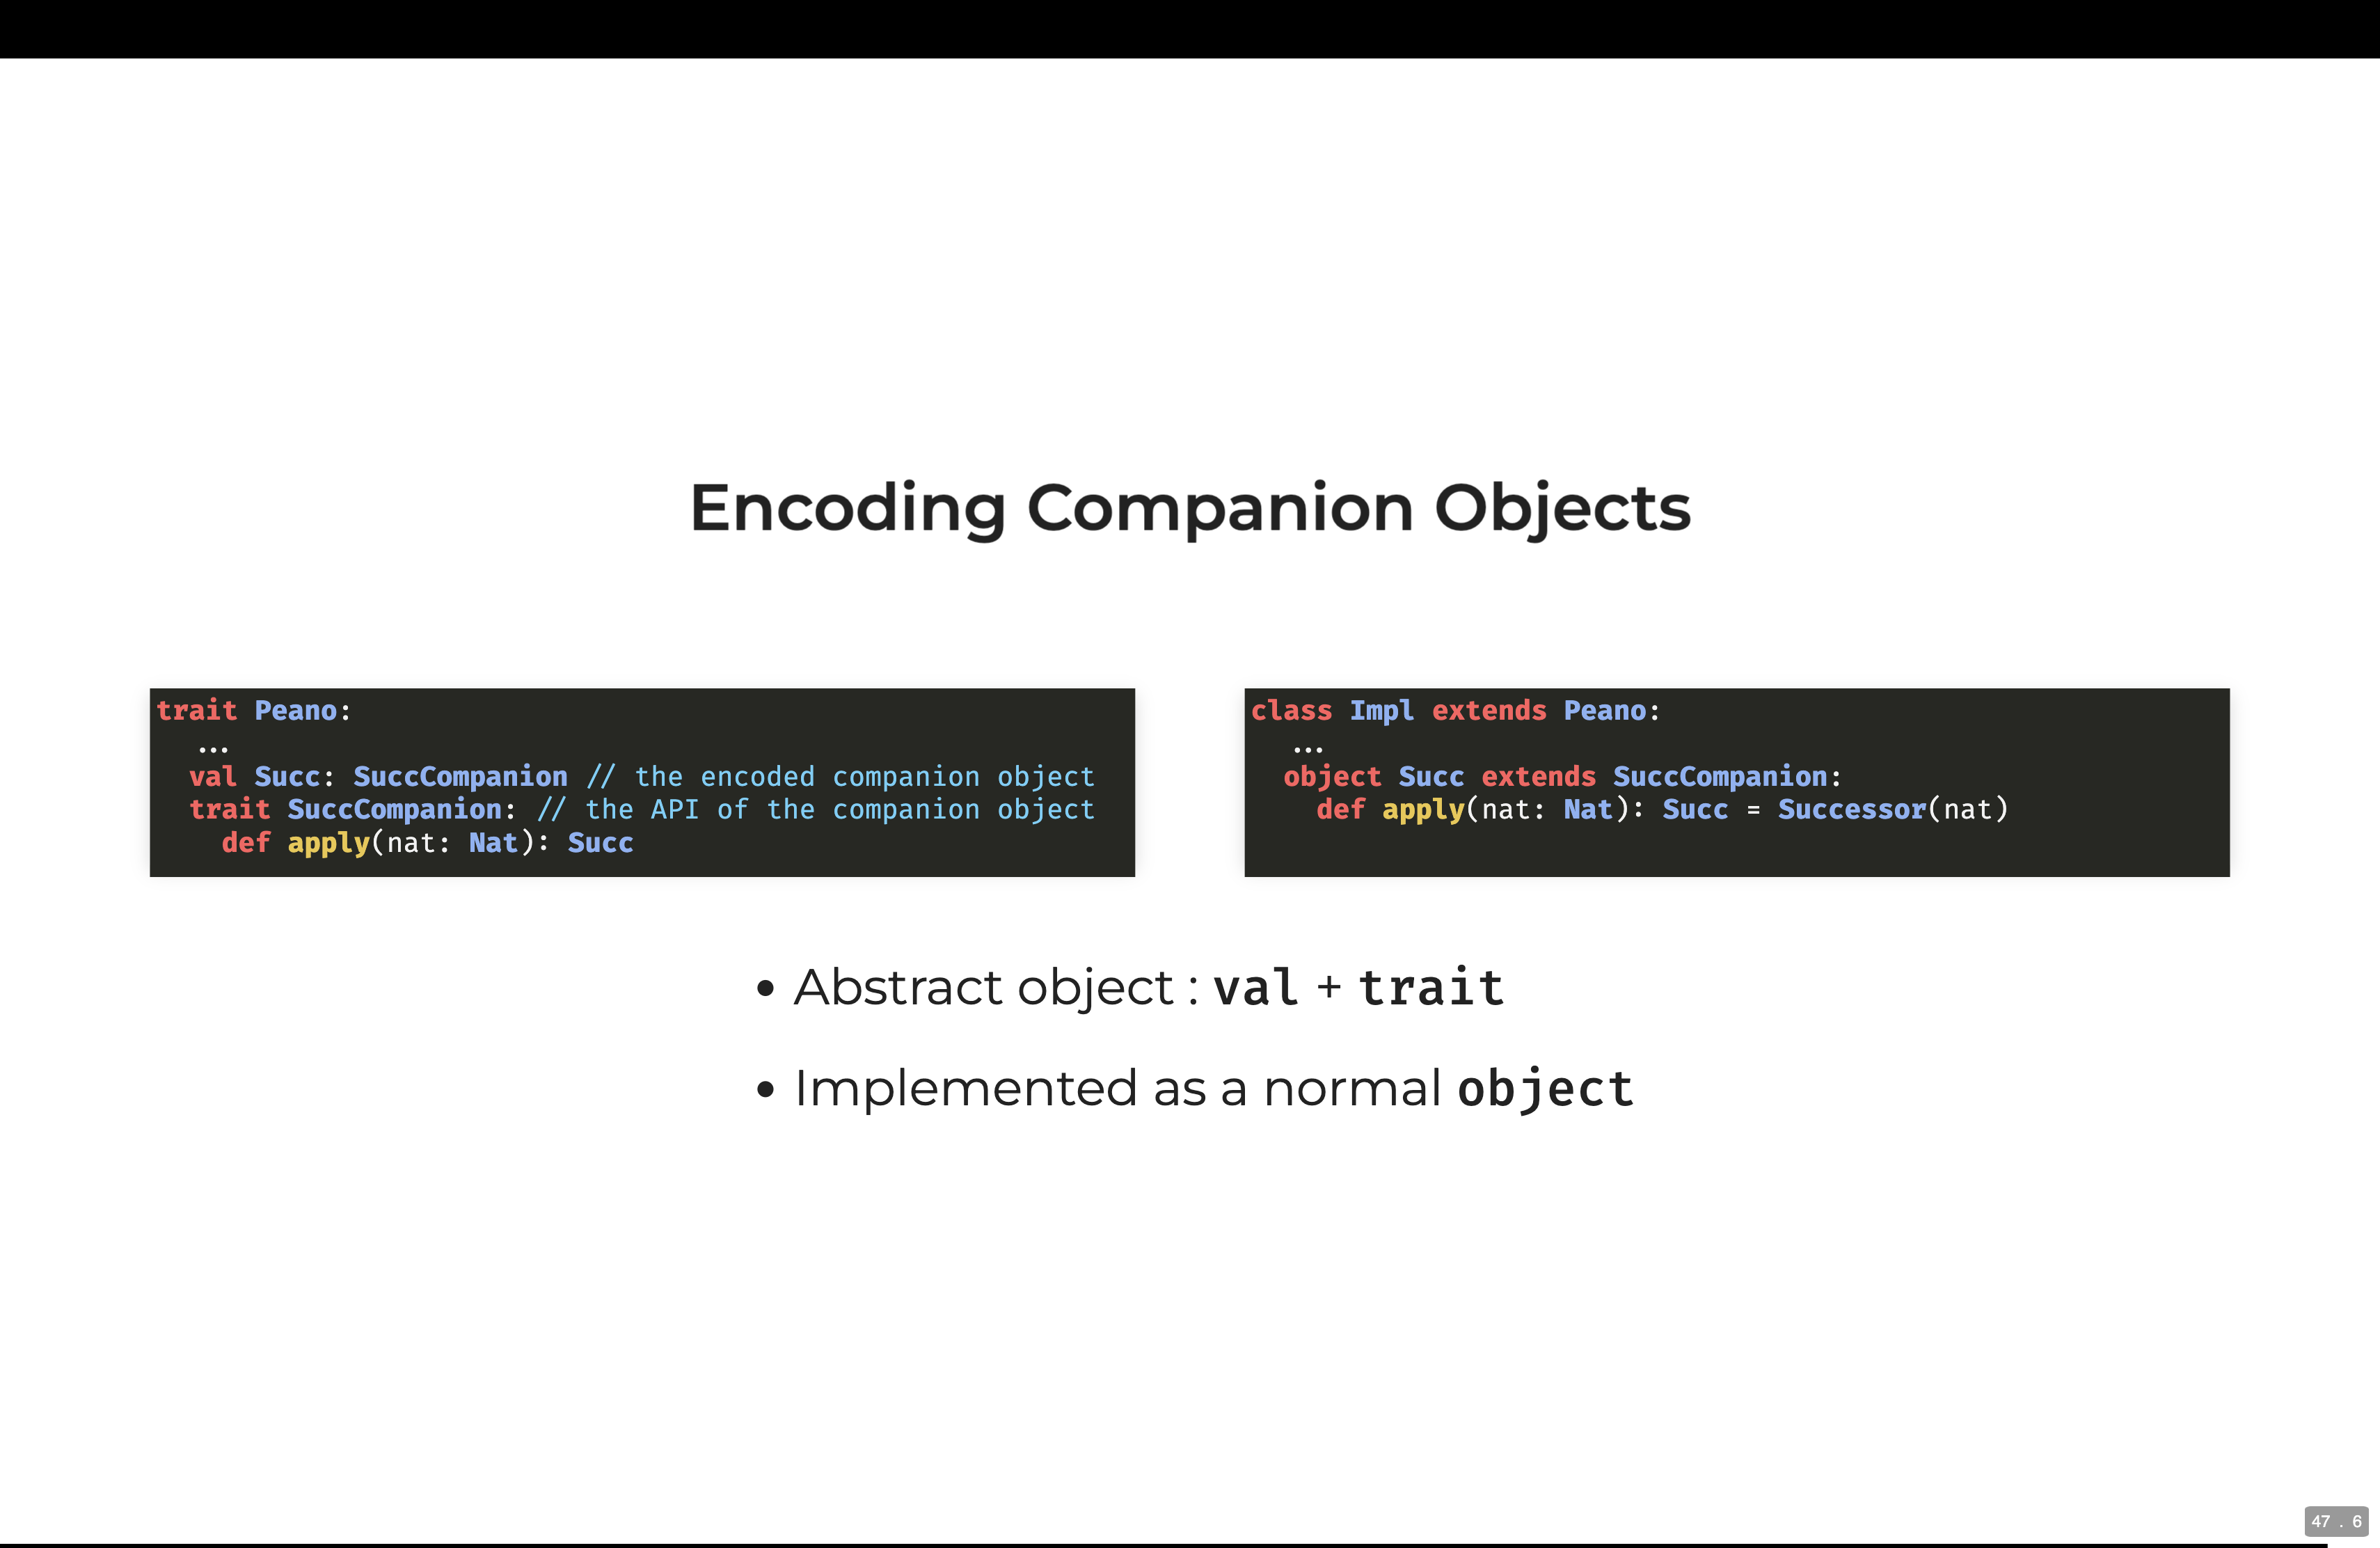 Encoding Companion Objects
trait Peano:
...
val Succ: SuccCompanion // the encoded companion object
trait SuccCompanion: // the API of the companion object
def apply(nat: Nat): Succ
class Impl extends Peano:
...
object Succ extends SuccCompanion:
def apply(nat: Nat): Succ = Successor(nat)
• Abstract object : val + trait
• Implemented as a normal object
47 . 6